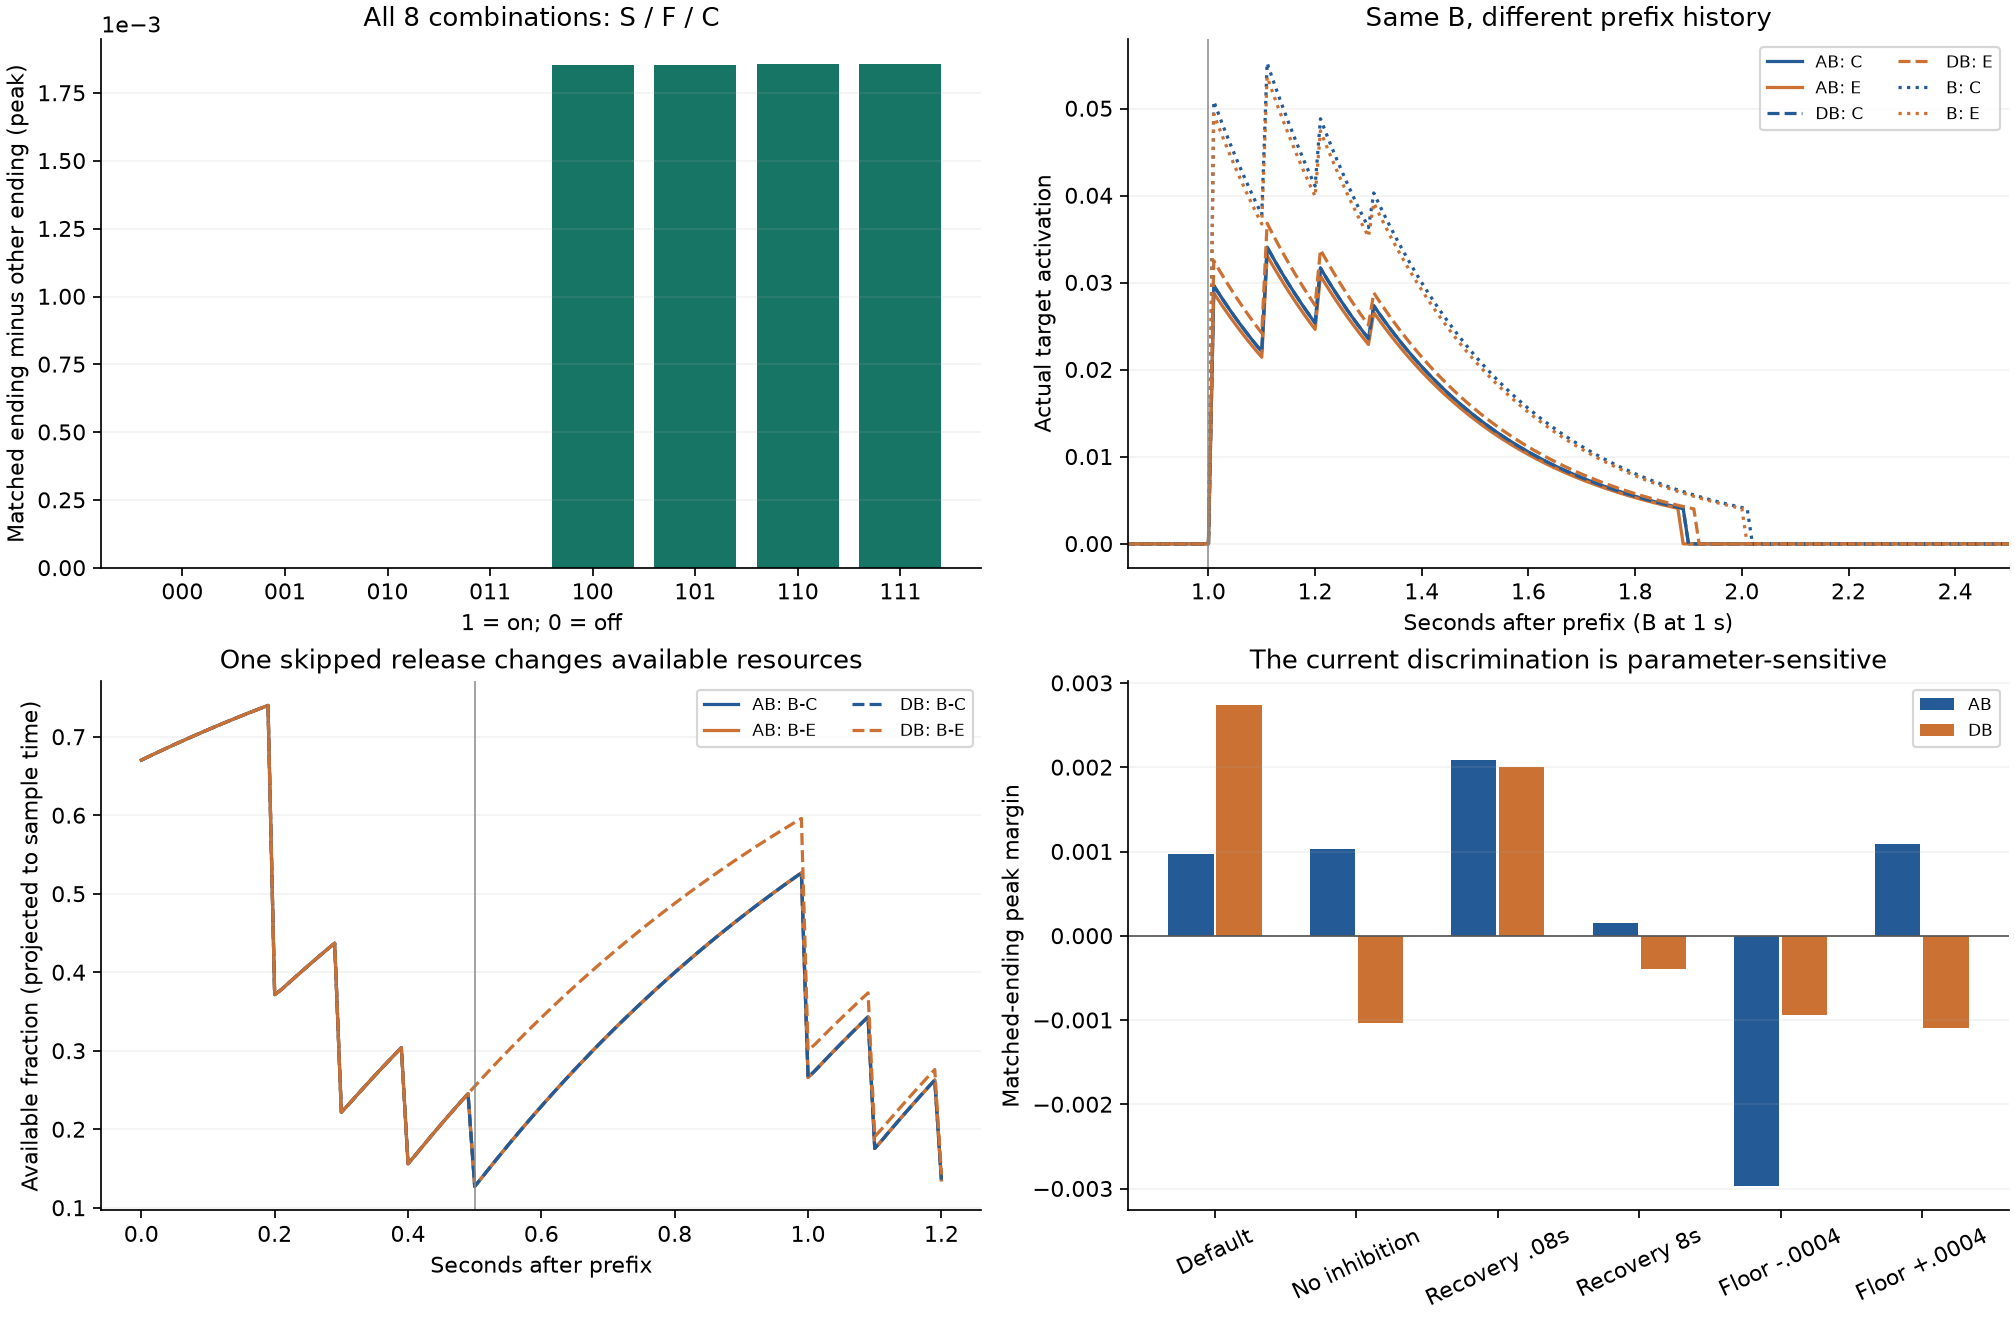 All 8 combinations: S / F / C
1e−3
Matched ending minus other ending (peak)
1.75
1.50
1.25
1.00
0.75
0.50
0.25
0.00
000 001 010 011 100 101 110 111
1 = on; 0 = off
Same B, different prefix history
Actual target activation
0.05
0.04
0.03
0.02
0.01
0.00
AB: C DB: E
AB: E B: C
DB: C B: E
1.0 1.2 1.4 1.6 1.8 2.0 2.2 2.4
Seconds after prefix (B at 1 s)
One skipped release changes available resources
Available fraction (projected to sample time)
0.7
0.6
0.5
0.4
0.3
0.2
0.1
AB: B-C DB: B-C
AB: B-E DB: B-E
0.0 0.2 0.4 0.6 0.8 1.0 1.2
Seconds after prefix
The current discrimination is parameter-sensitive
Matched-ending peak margin
0.003
0.002
0.001
0.000
−0.001
−0.002
−0.003
AB
DB
Default No inhibition Recovery .08s Recovery 8s Floor -.0004 Floor +.0004